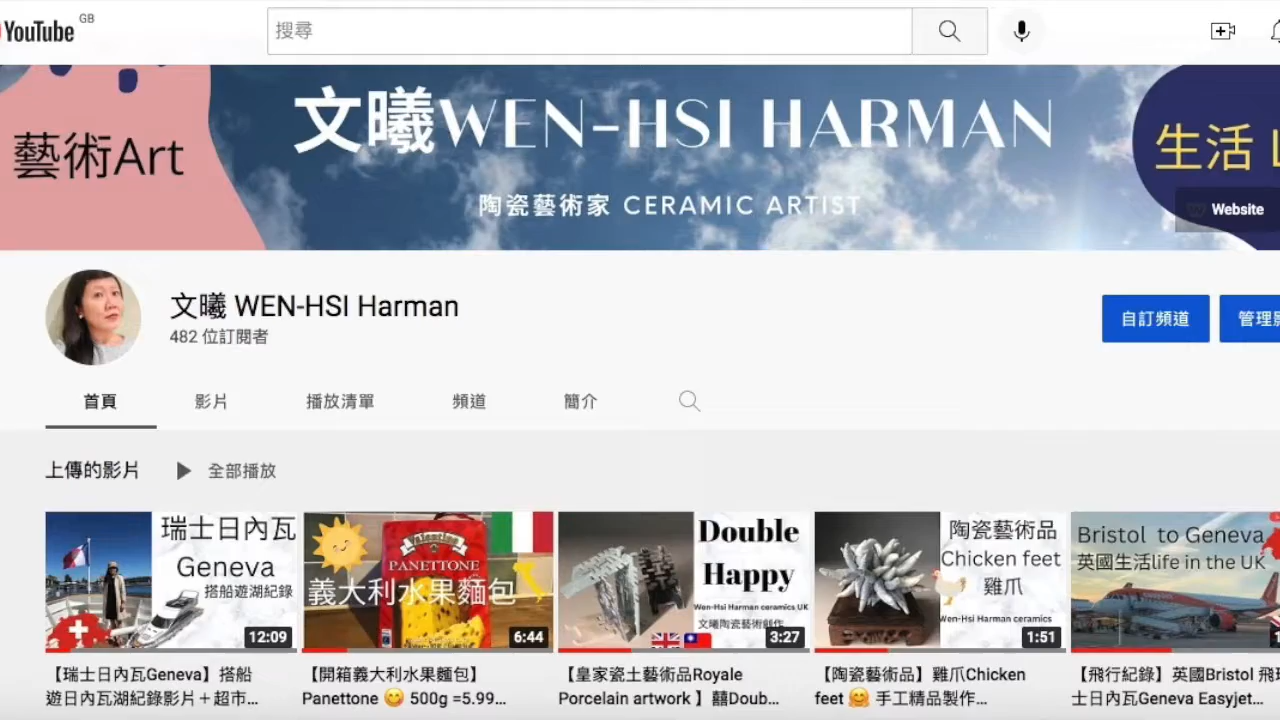 YouTube GB
搜尋
藝術Art
文曦WEN-HSI HARMAN
陶瓷藝術家 CERAMIC ARTIST
生活
Website
文曦 WEN-HSI Harman
482 位訂閱者
自訂頻道
管理
首頁
影片
播放清單
頻道
簡介
上傳的影片
全部播放
瑞士日內瓦
Geneva
搭船遊湖紀錄
12:09
PANETTONE
義大利水果麵包
6:44
Double
Happy
Wen-Hsi Harman ceramics UK
文曦陶瓷藝術創作
3:27
陶瓷藝術品
Chicken feet
雞爪
Wen-Hsi Harman ceramics
1:51
Bristol to Geneva
英國生活life in the UK
【瑞士日內瓦Geneva】搭船
遊日內瓦湖紀錄影片＋超市...
【開箱義大利水果麵包】
Panettone 😋 500g =5.99...
【皇家瓷土藝術品Royale
Porcelain artwork 】囍Doub...
【陶瓷藝術品】雞爪Chicken
feet 🤗 手工精品製作...
【飛行紀錄】英國Bristol 飛
士日內瓦Geneva Easyjet...